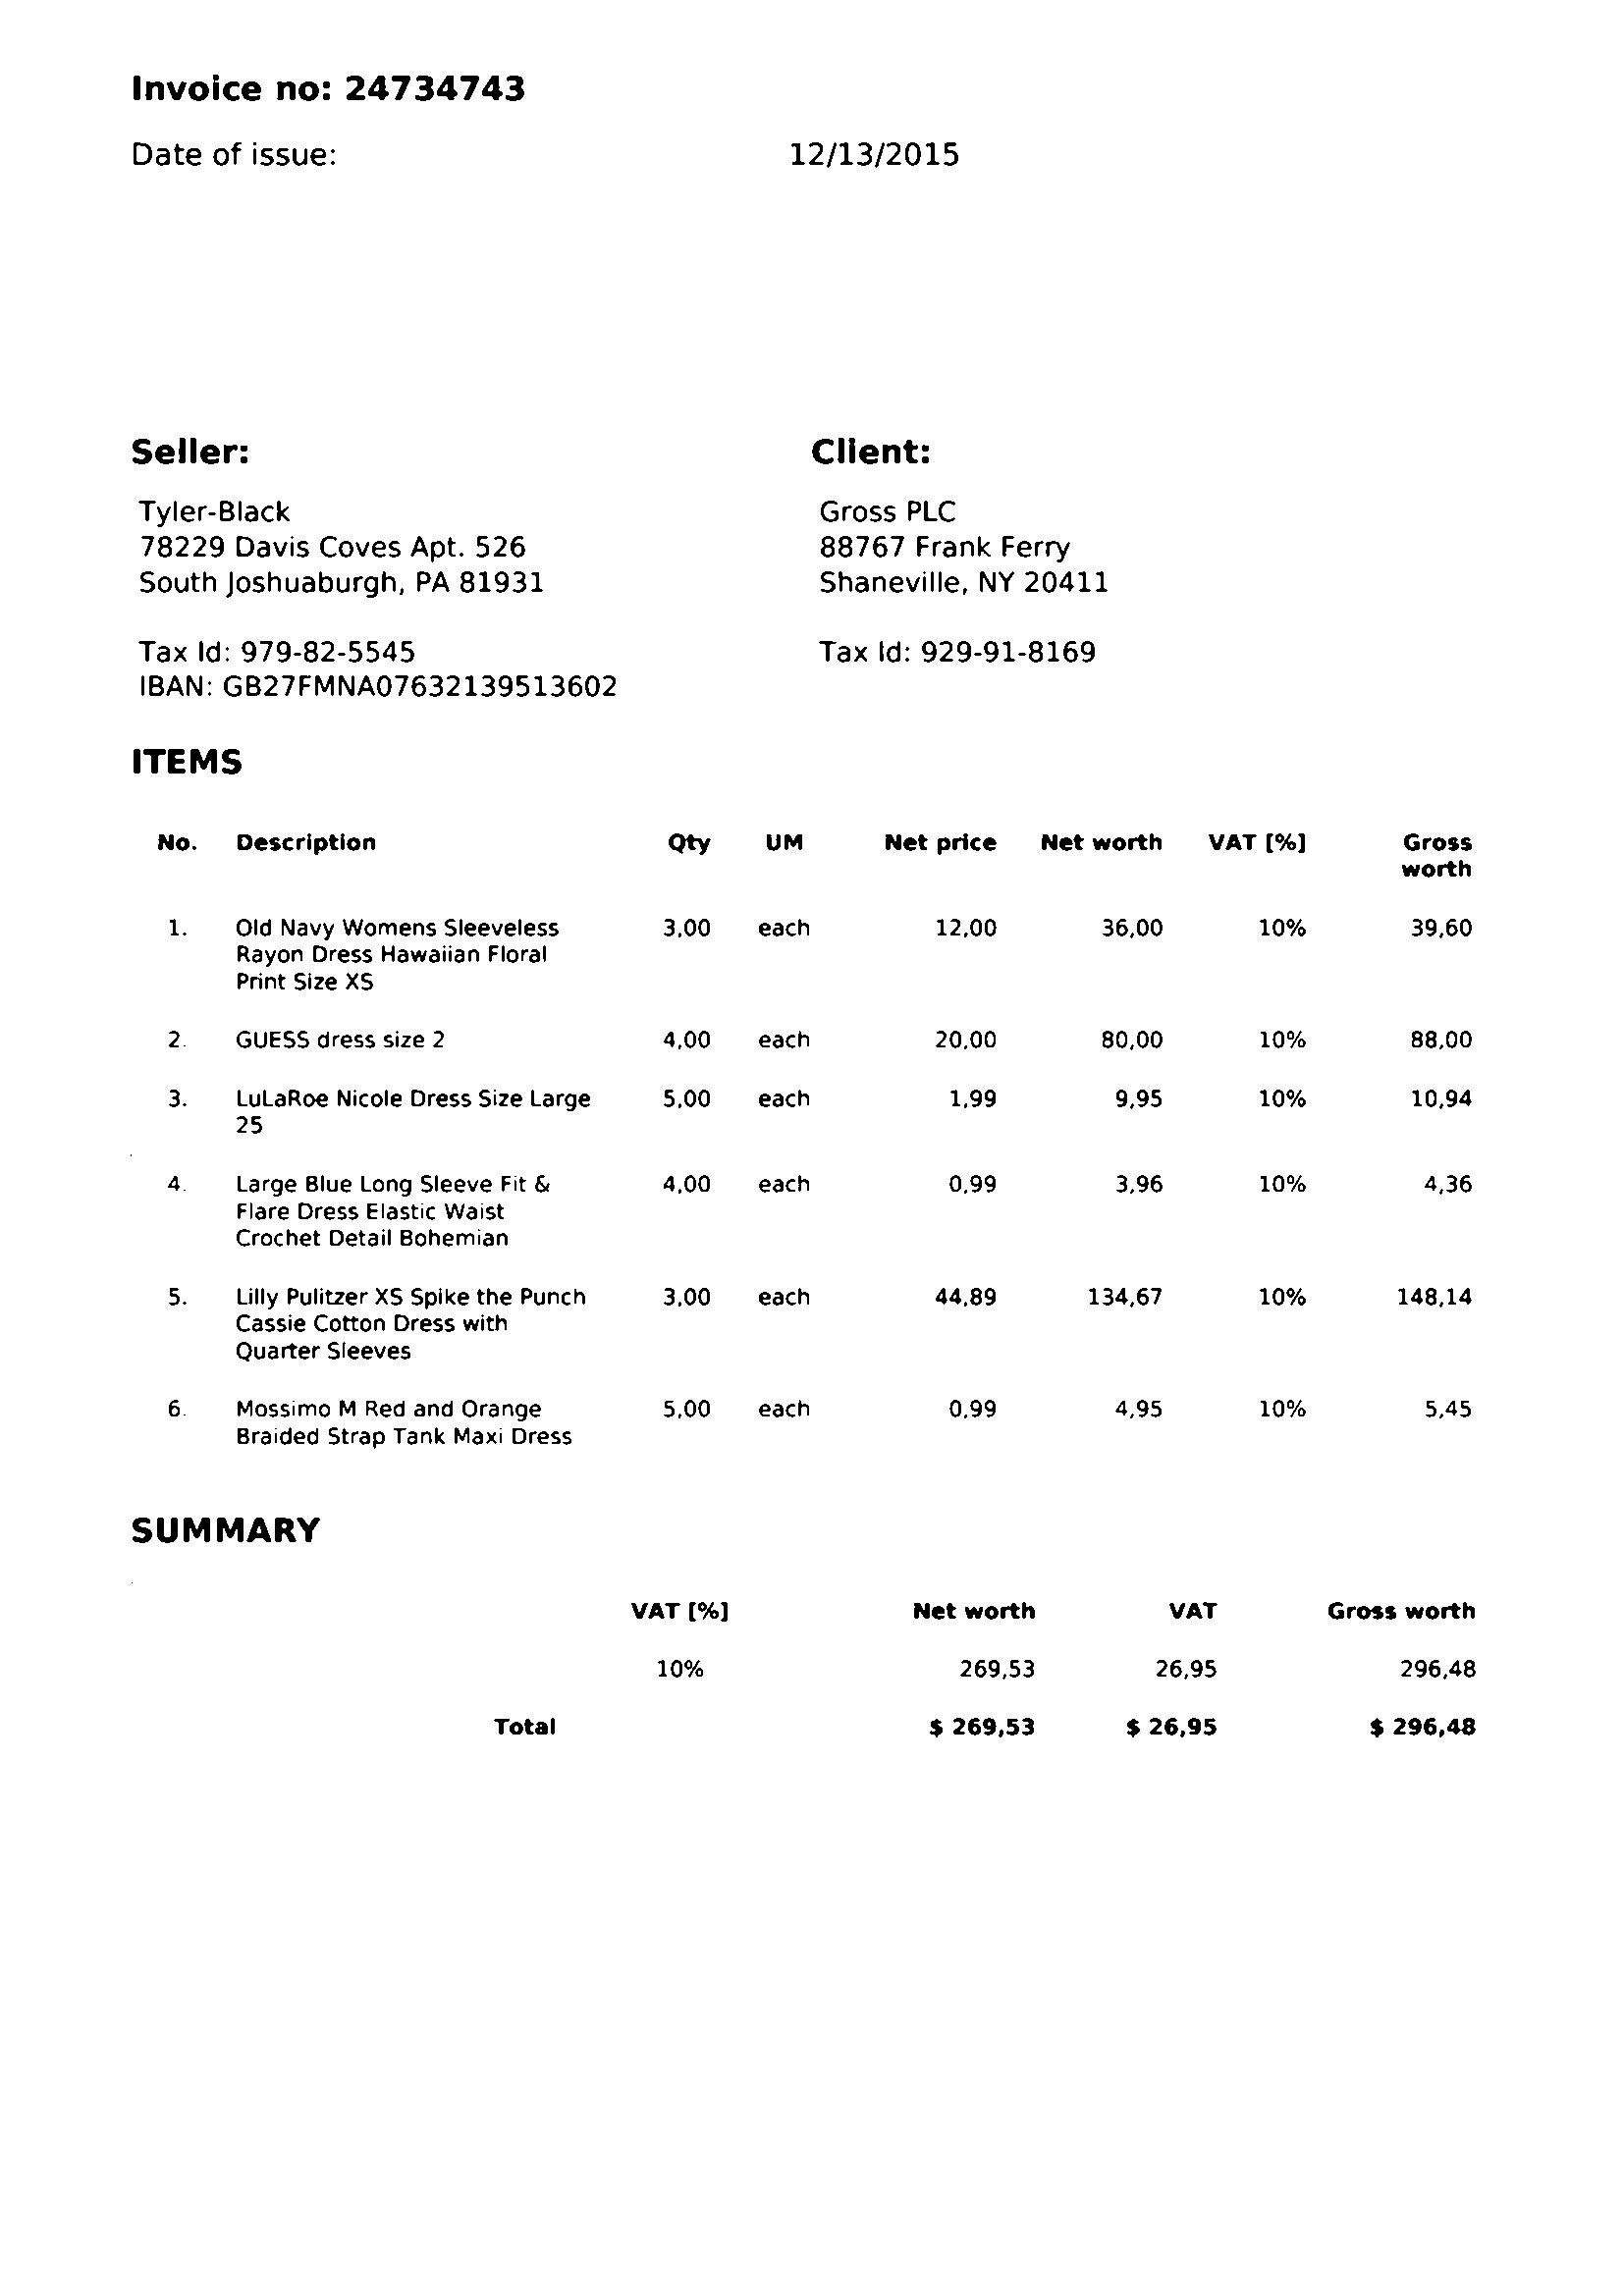 Invoice no: 24734743
Date of issue: 12/13/2015
Seller: Client:
Tyler-Black Gross PLC
78229 Davis Coves Apt. 526 88767 Frank Ferry
South Joshuaburgh, PA 81931 Shaneville, NY 20411
Tax Id: 979-82-5545 Tax Id: 929-91-8169
IBAN: GB27FMNA07632139513602
ITEMS
No. Description Qty UM Net price Net worth VAT [%] Gross
worth
1. Old Navy Womens Sleeveless 3,00 each 12,00 36,00 10% 39,60
Rayon Dress Hawaiian Floral
Print Size XS
2. GUESS dress size 2 4,00 each 20,00 80,00 10% 88,00
3. LuLaRoe Nicole Dress Size Large 5,00 each 1,99 9,95 10% 10,94
25
4. Large Blue Long Sleeve Fit & 4,00 each 0,99 3,96 10% 4,36
Flare Dress Elastic Waist
Crochet Detail Bohemian
5. Lilly Pulitzer XS Spike the Punch 3,00 each 44,89 134,67 10% 148,14
Cassie Cotton Dress with
Quarter Sleeves
6. Mossimo M Red and Orange 5,00 each 0,99 4,95 10% 5,45
Braided Strap Tank Maxi Dress
SUMMARY
VAT [%] Net worth VAT Gross worth
10% 269,53 26,95 296,48
Total $ 269,53 $ 26,95 $ 296,48